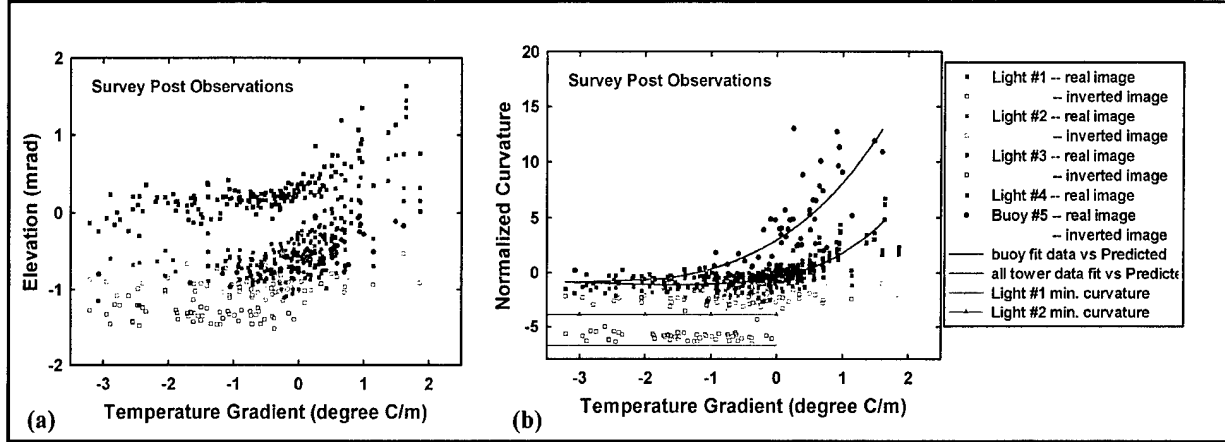 2
1
0
-1
-2
-3 -2 -1 0 1 2
Survey Post Observations
Elevation (mrad)
Temperature Gradient (degree C/m)
(a)
20
15
10
5
0
-5
-3 -2 -1 0 1 2
Survey Post Observations
Normalized Curvature
Temperature Gradient (degree C/m)
(b)
Light #1 -- real image
-- inverted image
Light #2 -- real image
-- inverted image
Light #3 -- real image
-- inverted image
Light #4 -- real image
Buoy #5 -- real image
-- inverted image
buoy fit data vs Predicted
all tower data fit vs Predicte
Light #1 min. curvature
Light #2 min. curvature